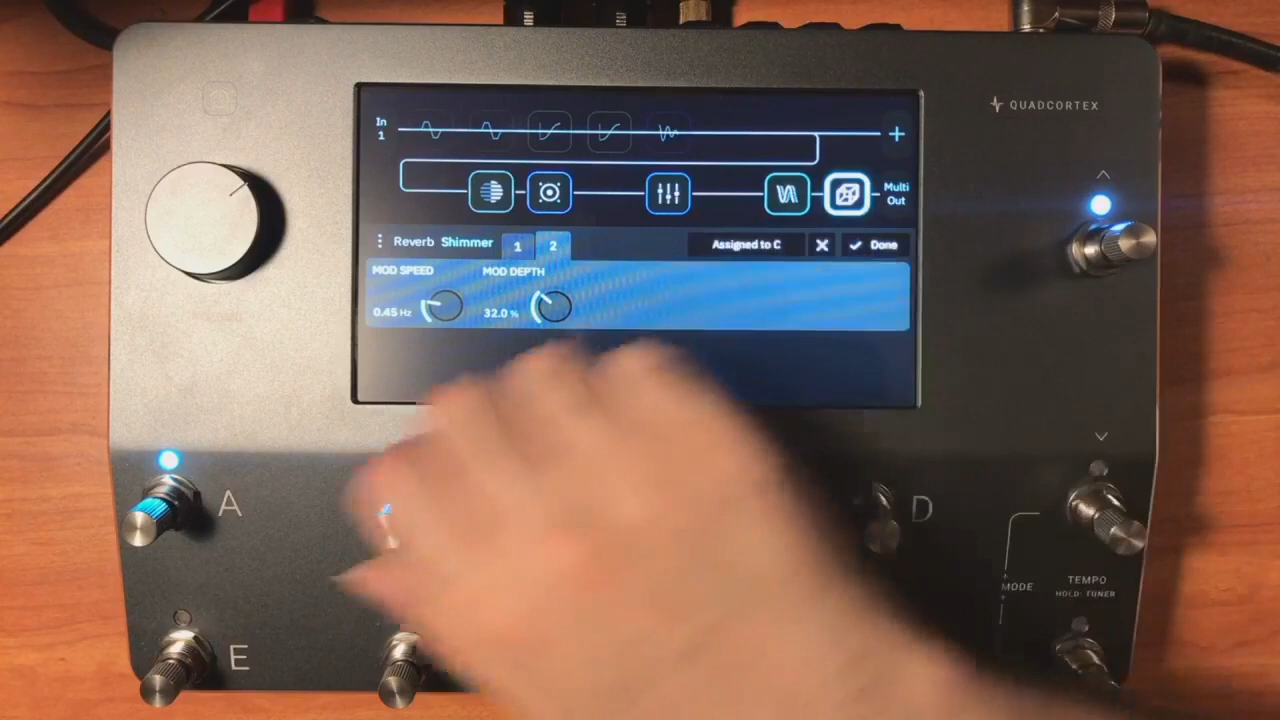 QUADCORTEX
In
1
Multi
Out
Reverb Shimmer 1 2 Assigned to C Done
MOD SPEED MOD DEPTH
0.45 Hz 32.0 %
A
D
MODE
TEMPO
HOLD: TUNER
E